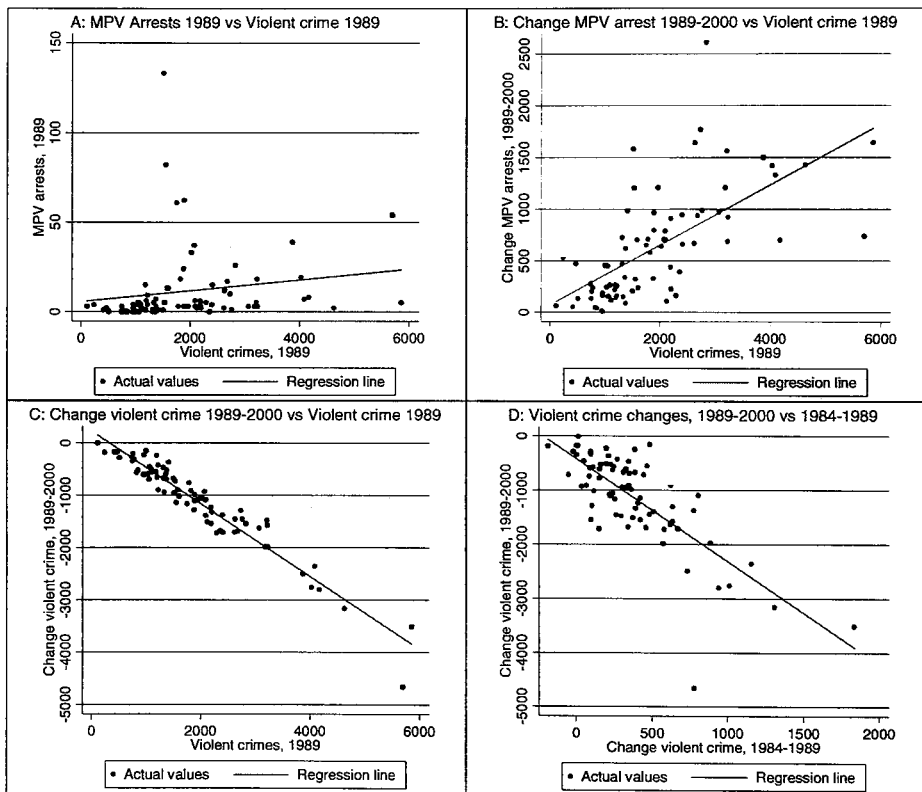 A: MPV Arrests 1989 vs Violent crime 1989
MPV arrests, 1989
150
100
50
0
0 2000 4000 6000
Violent crimes, 1989
Actual values Regression line
B: Change MPV arrest 1989-2000 vs Violent crime 1989
Change MPV arrests, 1989-2000
2500
2000
1500
1000
500
0
0 2000 4000 6000
Violent crimes, 1989
Actual values Regression line
C: Change violent crime 1989-2000 vs Violent crime 1989
Change violent crime, 1989-2000
0
-1000
-2000
-3000
-4000
-5000
0 2000 4000 6000
Violent crimes, 1989
Actual values Regression line
D: Violent crime changes, 1989-2000 vs 1984-1989
Change violent crime, 1989-2000
0
-1000
-2000
-3000
-4000
-5000
0 500 1000 1500 2000
Change violent crime, 1984-1989
Actual values Regression line